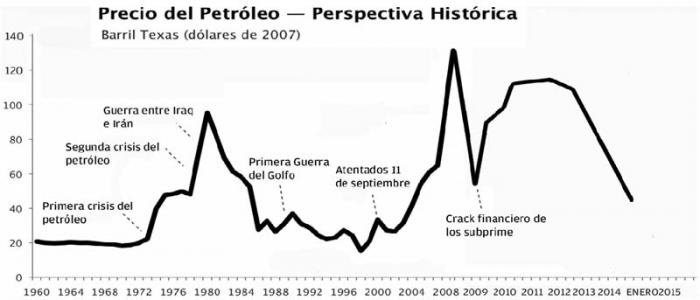 Precio del Petróleo — Perspectiva Histórica
Barril Texas (dólares de 2007)
140
120
100
80
60
40
20
0
Guerra entre Iraq
e Irán
Segunda crisis del
petróleo
Primera crisis del
petróleo
Primera Guerra
del Golfo
Atentados 11
de septiembre
Crack financiero de
los subprime
1960 1964 1968 1972 1976 1980 1984 1988 1992 1996 2000 2004 2008 2009 2010 2011 2012 2013 2014 ENERO2015